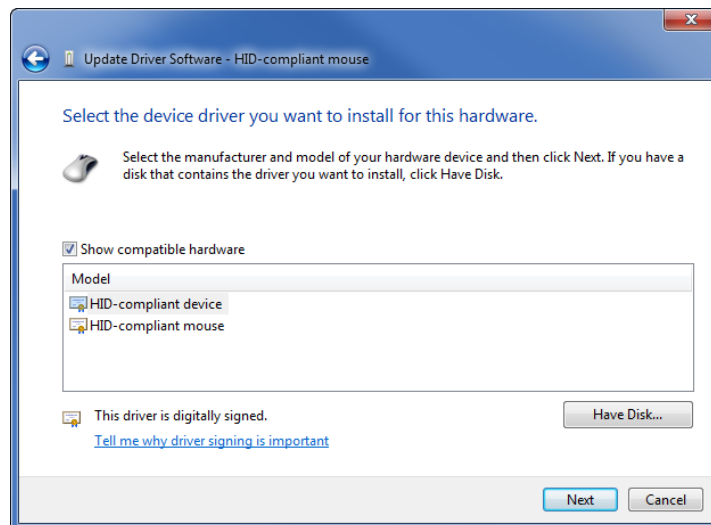 Update Driver Software - HID-compliant mouse
Select the device driver you want to install for this hardware.
Select the manufacturer and model of your hardware device and then click Next. If you have a
disk that contains the driver you want to install, click Have Disk.
Show compatible hardware
Model
HID-compliant device
HID-compliant mouse
This driver is digitally signed.
Have Disk...
Tell me why driver signing is important
Next
Cancel